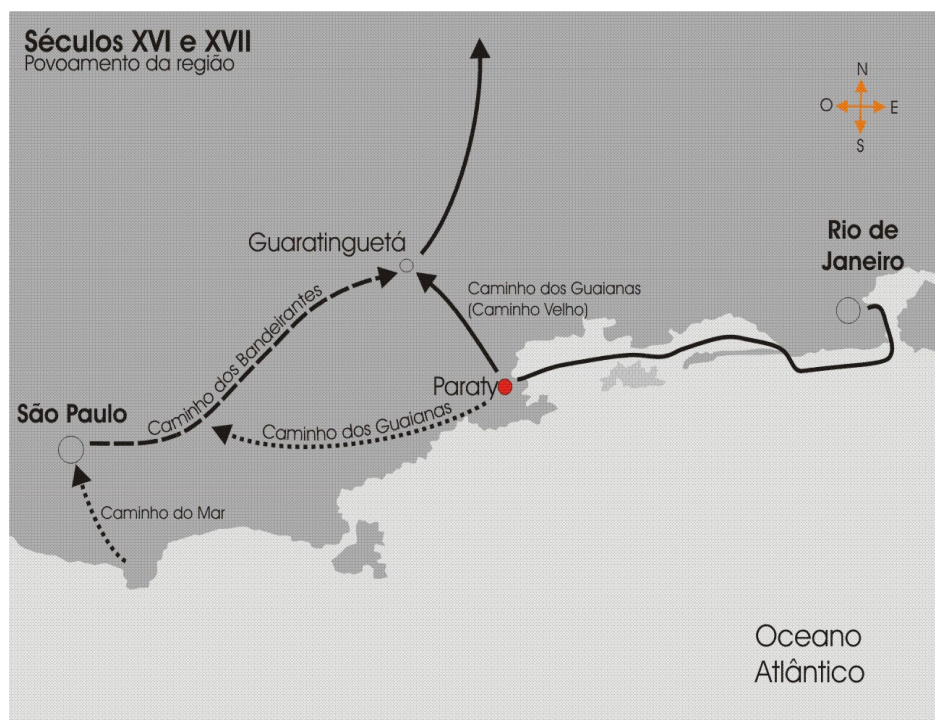 Séculos XVI e XVII
Povoamento da região
N
O
E
S
Guaratinguetá
Rio de
Janeiro
Caminho dos Guaianas
(Caminho Velho)
Caminho dos Bandeirantes
Paraty
São Paulo
Caminho dos Guaianas
Caminho do Mar
Oceano
Atlântico